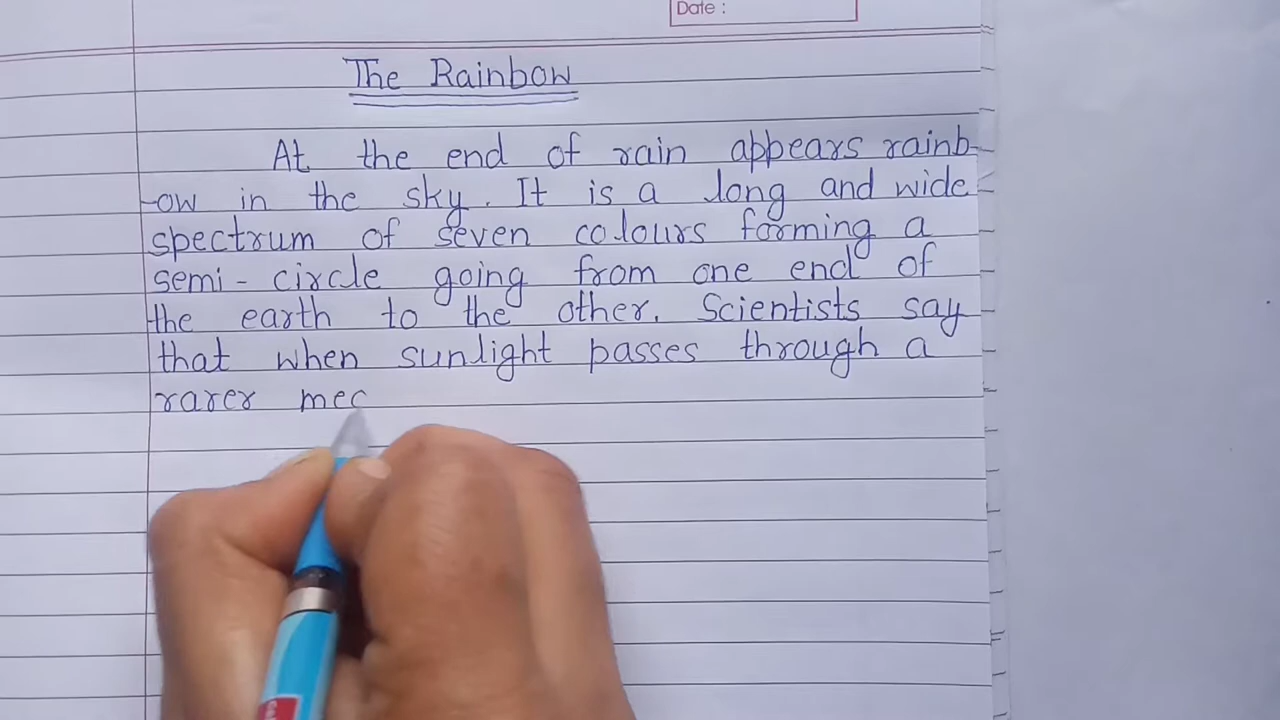 Date :
The Rainbow
At the end of rain appears rainb-
-ow in the sky. It is a long and wide
spectrum of seven colours forming a
semi-circle going from one end of
the earth to the other. Scientists say
that when sunlight passes through a
rarer mec